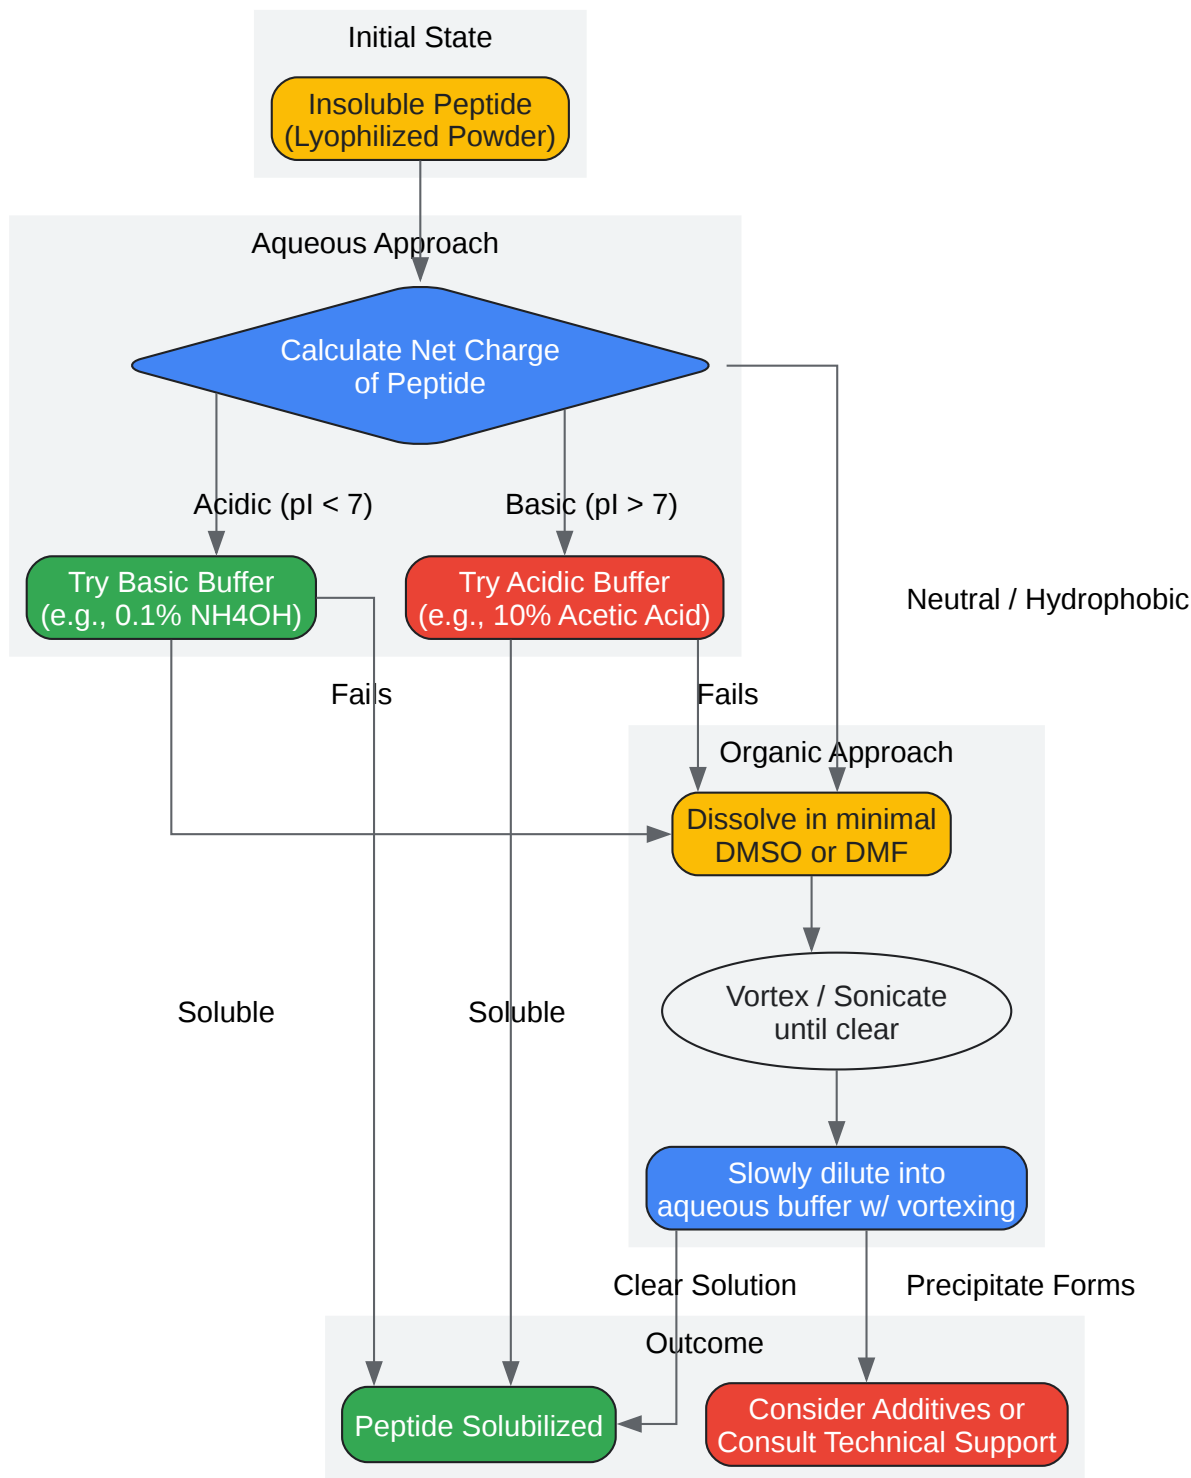 Initial State
Insoluble Peptide
(Lyophilized Powder)
Aqueous Approach
Calculate Net Charge
of Peptide
Acidic (pI < 7)
Basic (pI > 7)
Try Basic Buffer
(e.g., 0.1% NH4OH)
Try Acidic Buffer
(e.g., 10% Acetic Acid)
Neutral / Hydrophobic
Fails
Fails
Organic Approach
Dissolve in minimal
DMSO or DMF
Vortex / Sonicate
until clear
Soluble
Soluble
Slowly dilute into
aqueous buffer w/ vortexing
Clear Solution
Precipitate Forms
Outcome
Peptide Solubilized
Consider Additives or
Consult Technical Support